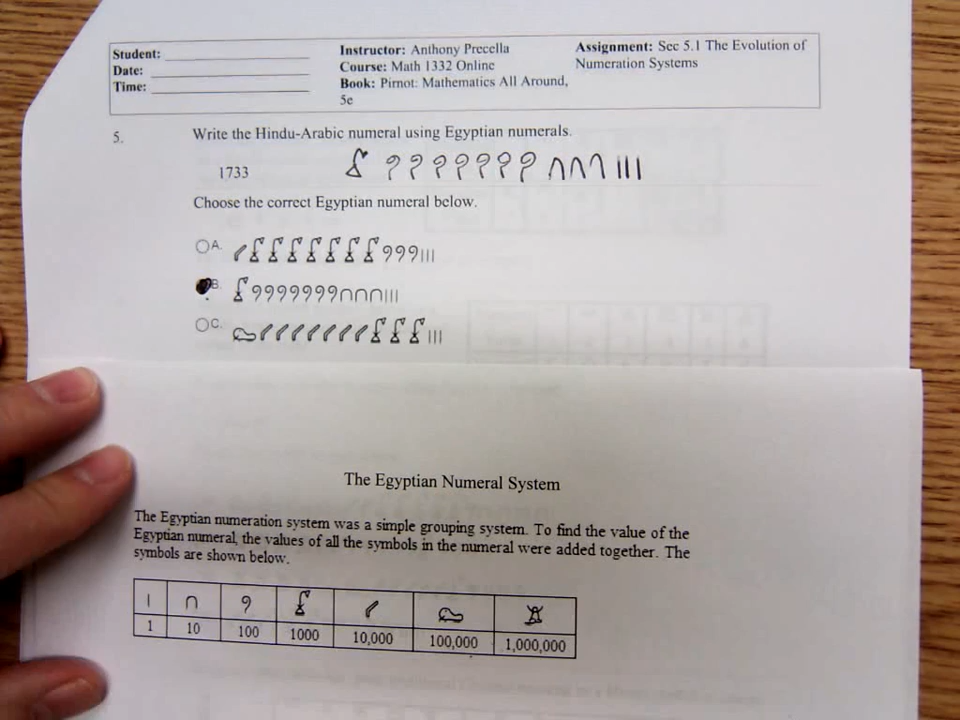 Student:
Instructor: Anthony Precella
Assignment: Sec 5.1 The Evolution of
Date:
Course: Math 1332 Online
Numeration Systems
Time:
Book: Pirnot: Mathematics All Around,
5e
5.
Write the Hindu-Arabic numeral using Egyptian numerals.
1733
Choose the correct Egyptian numeral below.
A.
B.
C.
The Egyptian Numeral System
The Egyptian numeration system was a simple grouping system. To find the value of the
Egyptian numeral, the values of all the symbols in the numeral were added together. The
symbols are shown below.
1 10 100 1000 10,000 100,000 1,000,000